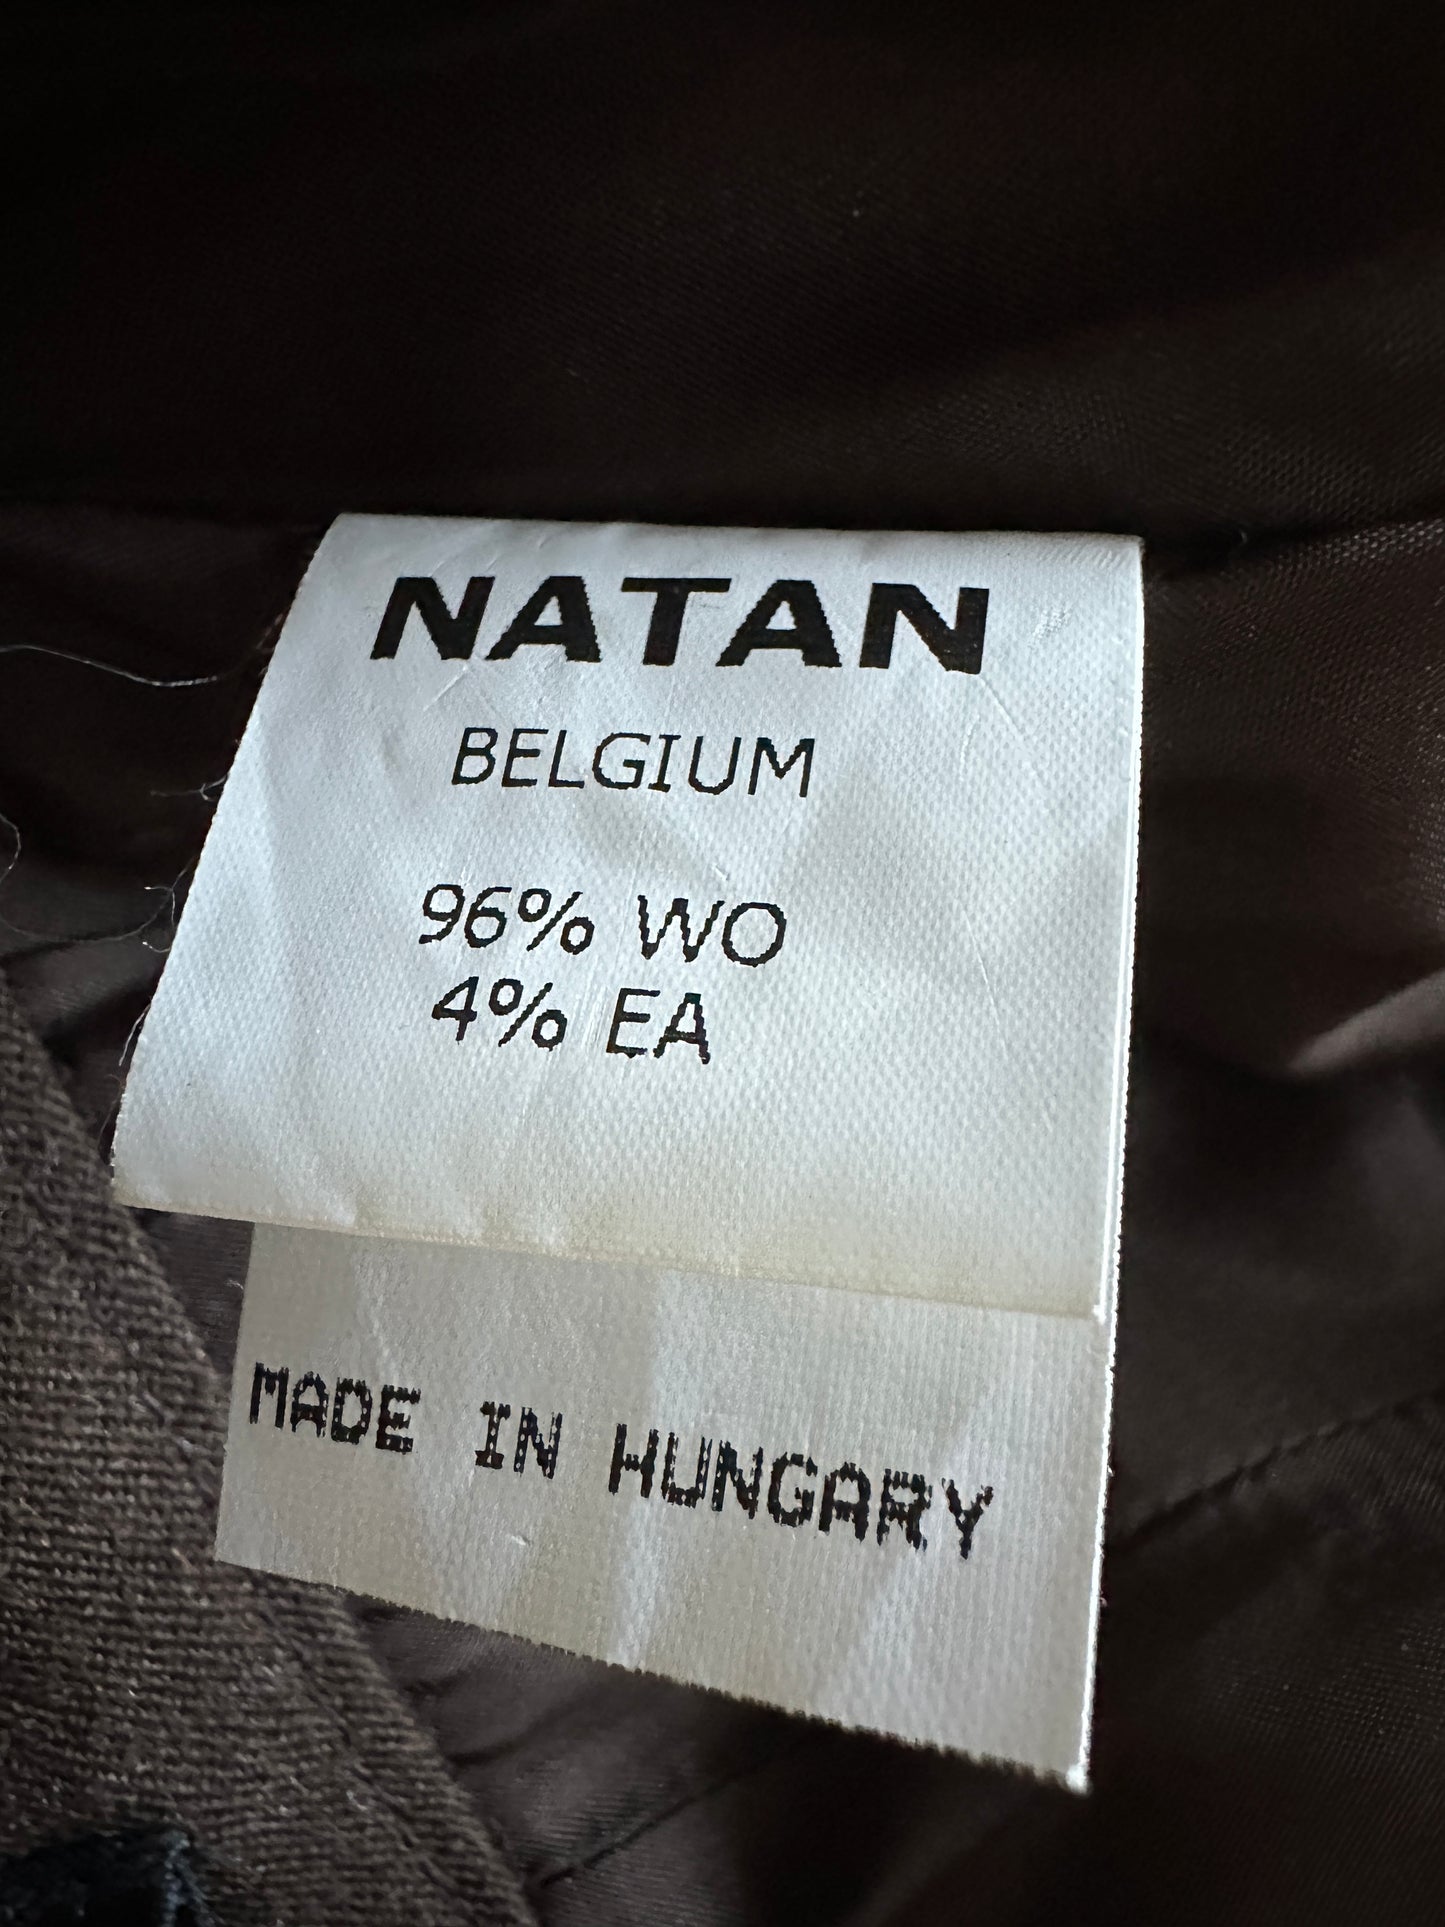 NATAN
BELGIUM
96% WO
4% EA
MADE IN HUNGARY